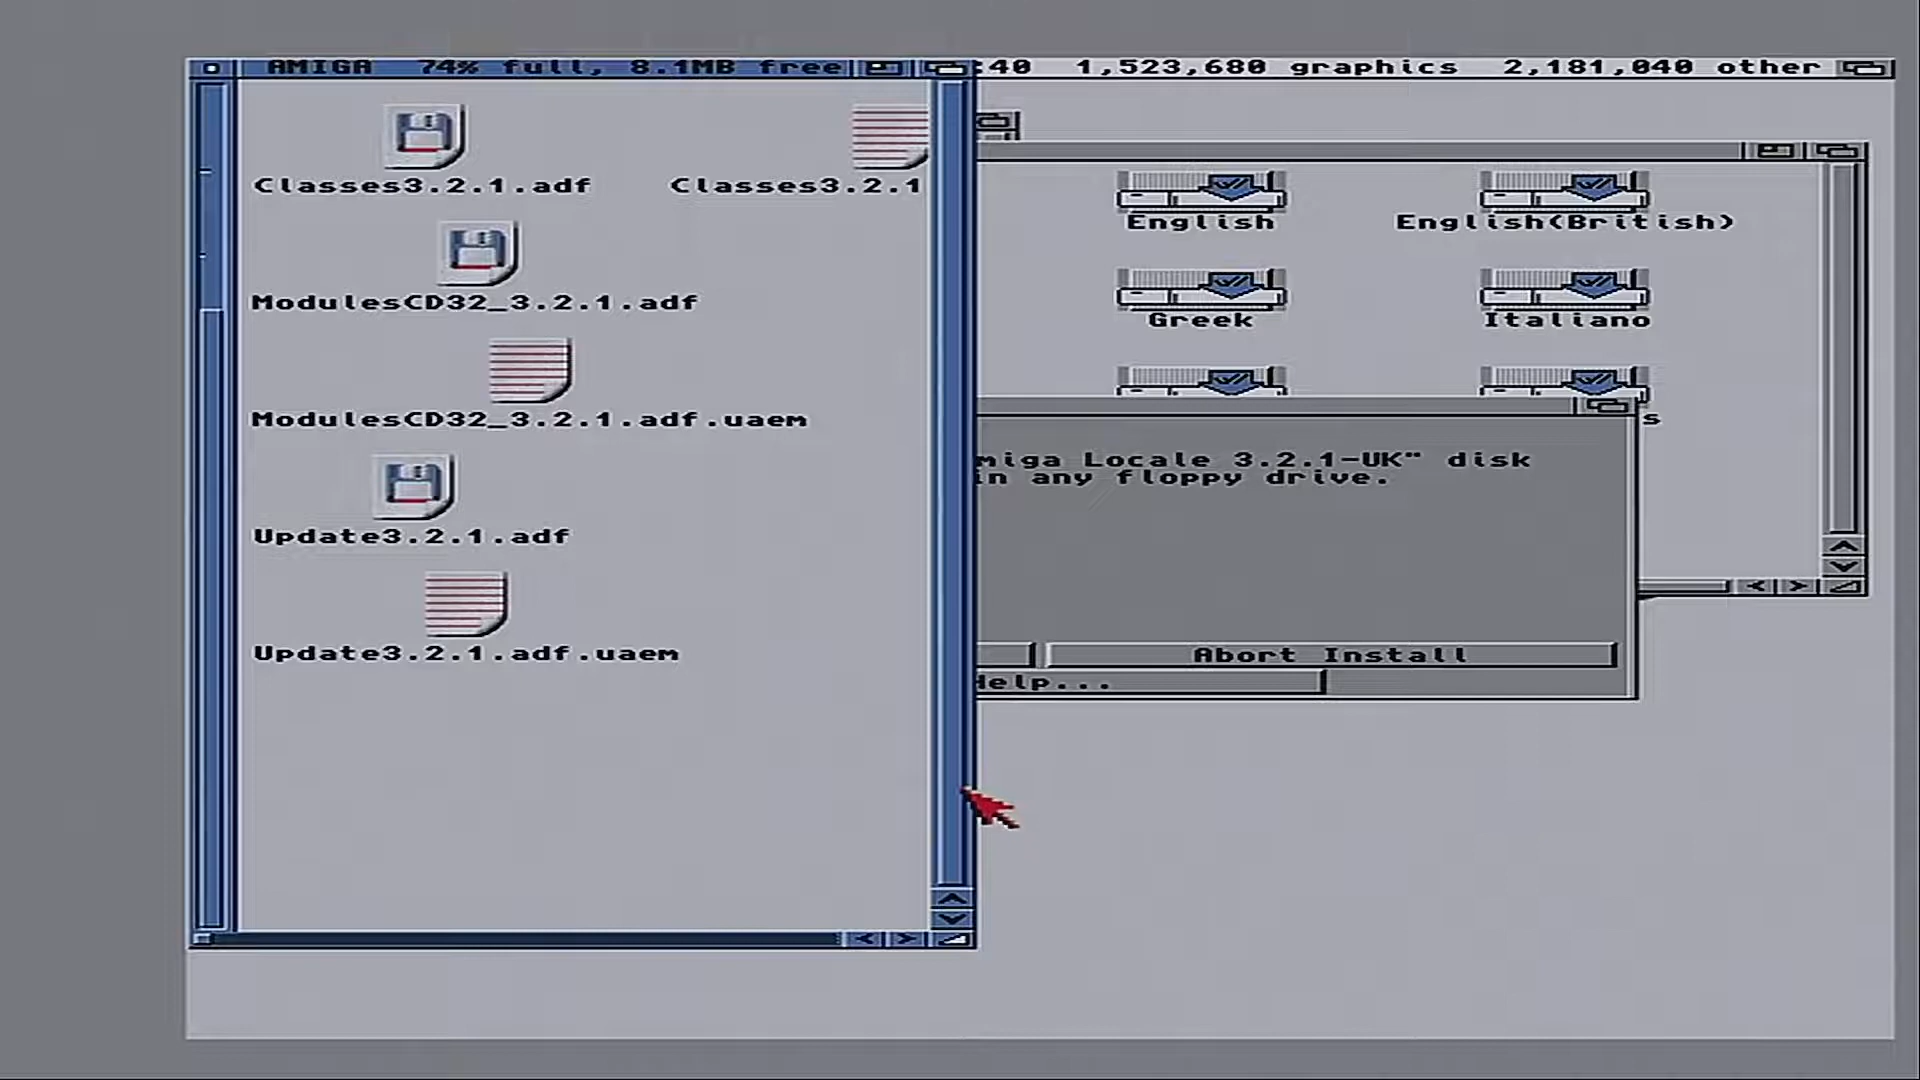 AMIGA 74% full, 8.1MB free
:40 1,523,680 graphics 2,181,040 other
Classes3.2.1.adf
Classes3.2.1
ModulesCD32_3.2.1.adf
ModulesCD32_3.2.1.adf.uaem
Update3.2.1.adf
Update3.2.1.adf.uaem
English
English(British)
Greek
Italiano
s
miga Locale 3.2.1-UK" disk
in any floppy drive.
Abort Install
Help...